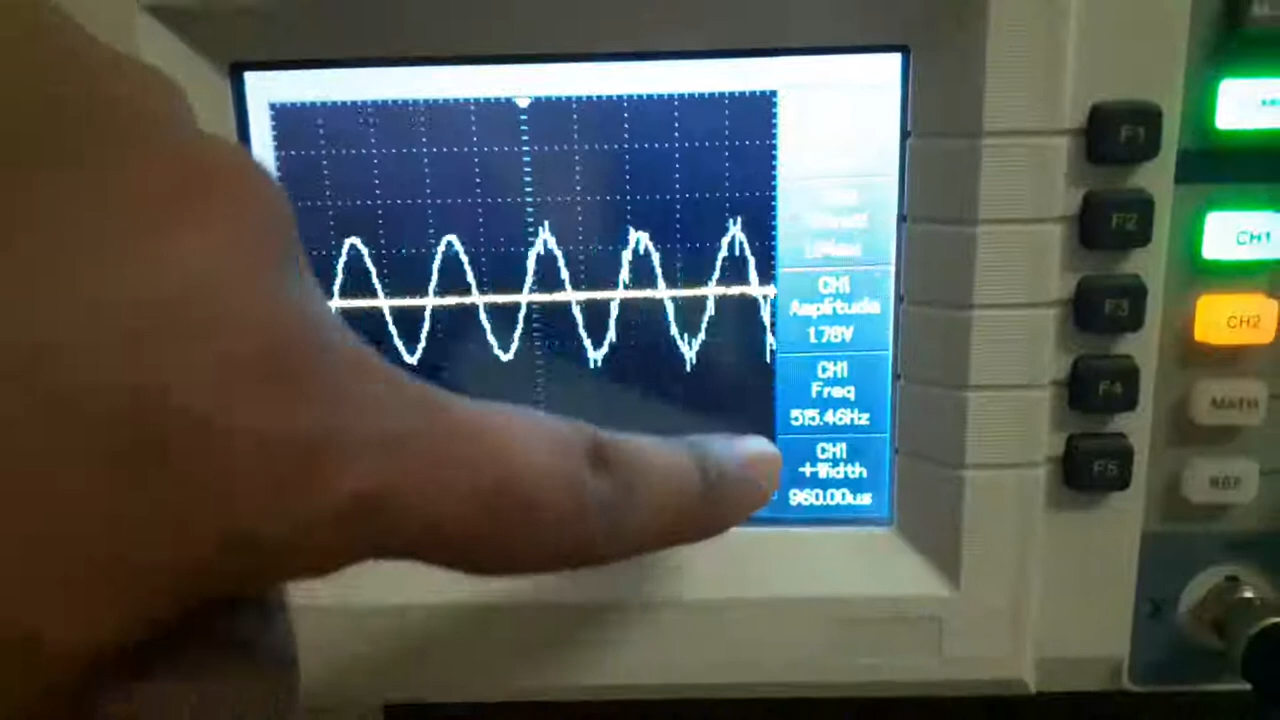 CH1
Amplitude
1.78V
CH1
Freq
515.46Hz
CH1
+Width
960.00us
F1
F2
F3
F4
F5
CH1
CH2
MATH
REF